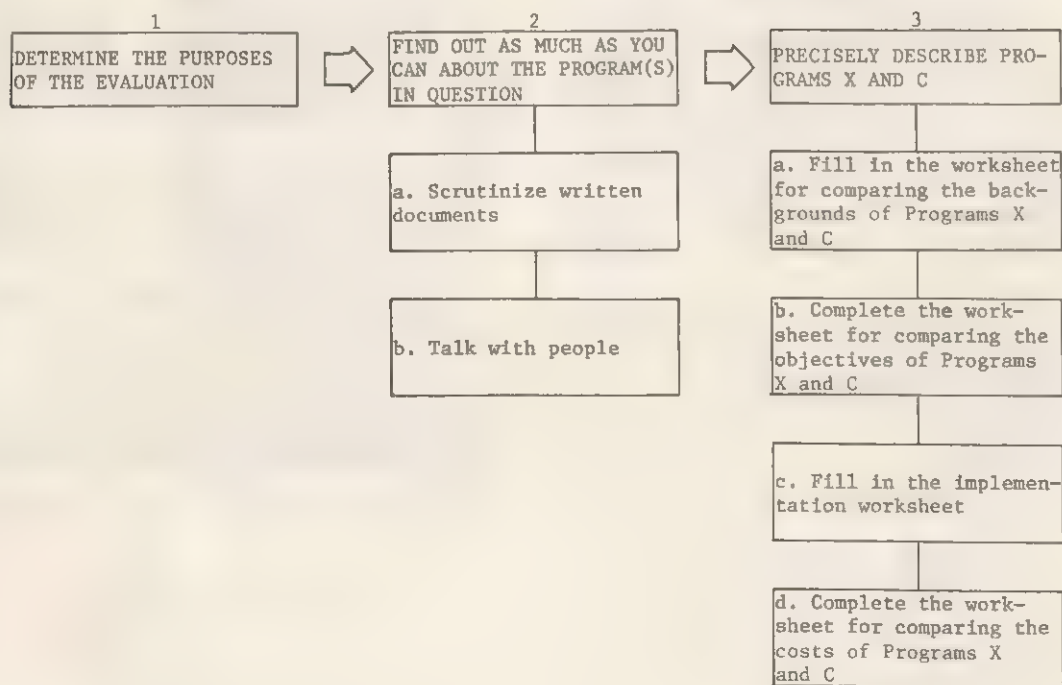 1
DETERMINE THE PURPOSES
OF THE EVALUATION
2
FIND OUT AS MUCH AS YOU
CAN ABOUT THE PROGRAM(S)
IN QUESTION
a. Scrutinize written
documents
b. Talk with people
3
PRECISELY DESCRIBE PRO-
GRAMS X AND C
a. Fill in the worksheet
for comparing the back-
grounds of Programs X
and C
b. Complete the work-
sheet for comparing the
objectives of Programs
X and C
c. Fill in the implemen-
tation worksheet
d. Complete the work-
sheet for comparing the
costs of Programs X
and C